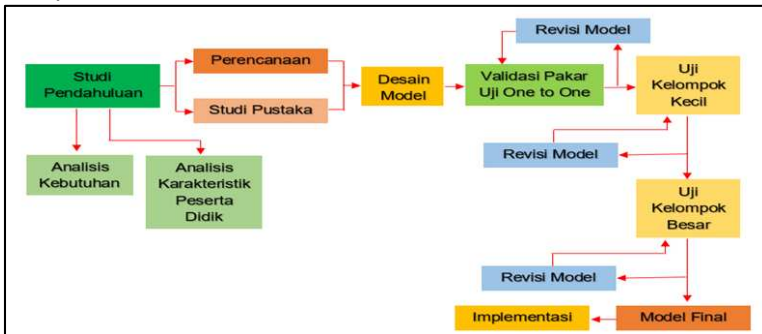 Revisi Model
Studi
Pendahuluan
Perencanaan
Studi Pustaka
Desain
Model
Validasi Pakar
Uji One to One
Uji
Kelompok
Kecil
Analisis
Kebutuhan
Analisis
Karakteristik
Peserta
Didik
Revisi Model
Uji
Kelompok
Besar
Revisi Model
Implementasi
Model Final